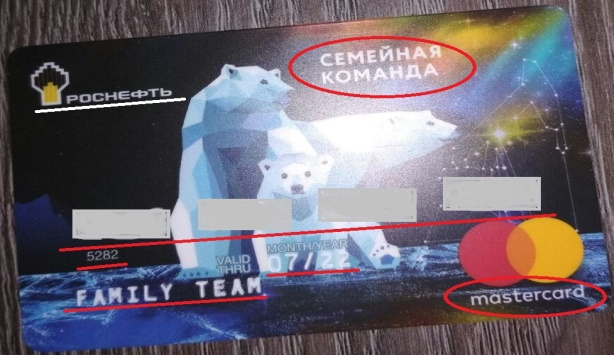 СЕМЕЙНАЯ
КОМАНДА
РОСНЕФТЬ
5282
VALID
THRU
MONTH/YEAR
07/22
FAMILY TEAM
mastercard